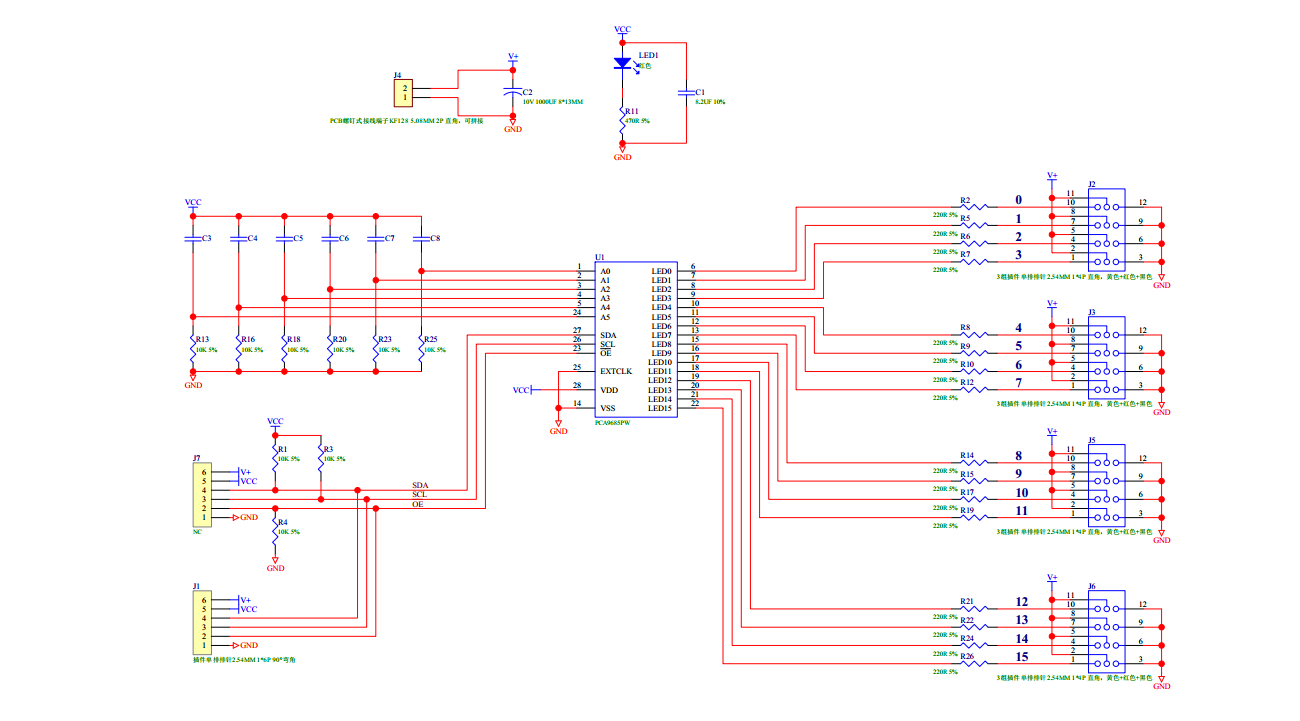 VCC
LED1
红色
C1
8.2UF 10%
R11
470R 5%
GND
V+
J4
2
1
C2
10V 1000UF 8*13MM
PCB螺钉式接线端子KF128 5.08MM 2P 直角，可拼接
GND
VCC
C3
C4
C5
C6
C7
C8
R13
10K 5%
R16
10K 5%
R18
10K 5%
R20
10K 5%
R23
10K 5%
R25
10K 5%
GND
U1
1 A0
2 A1
3 A2
4 A3
5 A4
24 A5
27 SDA
26 SCL
23 OE
25 EXTCLK
VCC 28 VDD
14 VSS
GND
PCA9685PW
LED0 6
LED1 7
LED2 8
LED3 9
LED4 10
LED5 11
LED6 12
LED7 13
LED8 15
LED9 16
LED10 17
LED11 18
LED12 19
LED13 20
LED14 21
LED15 22
V+
J2
R2 0
220R 5%
R5 1
220R 5%
R6 2
220R 5%
R7 3
220R 5%
11
10
8
7
5
4
2
1
12
9
6
3
3组插件单排排针2.54MM 1*4P 直角，黄色+红色+黑色
GND
V+
J3
R8 4
220R 5%
R9 5
220R 5%
R10 6
220R 5%
R12 7
220R 5%
11
10
8
7
5
4
2
1
12
9
6
3
3组插件单排排针2.54MM 1*4P 直角，黄色+红色+黑色
GND
V+
J5
R14 8
220R 5%
R15 9
220R 5%
R17 10
220R 5%
R19 11
220R 5%
11
10
8
7
5
4
2
1
12
9
6
3
3组插件单排排针2.54MM 1*4P 直角，黄色+红色+黑色
GND
V+
J6
R21 12
220R 5%
R22 13
220R 5%
R24 14
220R 5%
R26 15
220R 5%
11
10
8
7
5
4
2
1
12
9
6
3
3组插件单排排针2.54MM 1*4P 直角，黄色+红色+黑色
GND
VCC
R1
10K 5%
R3
10K 5%
J7
6 V+
5 VCC
4
3
2
1 GND
NC
SDA
SCL
OE
R4
10K 5%
GND
J1
6 V+
5 VCC
4
3
2
1 GND
插件单排排针2.54MM 1*6P 90°弯角